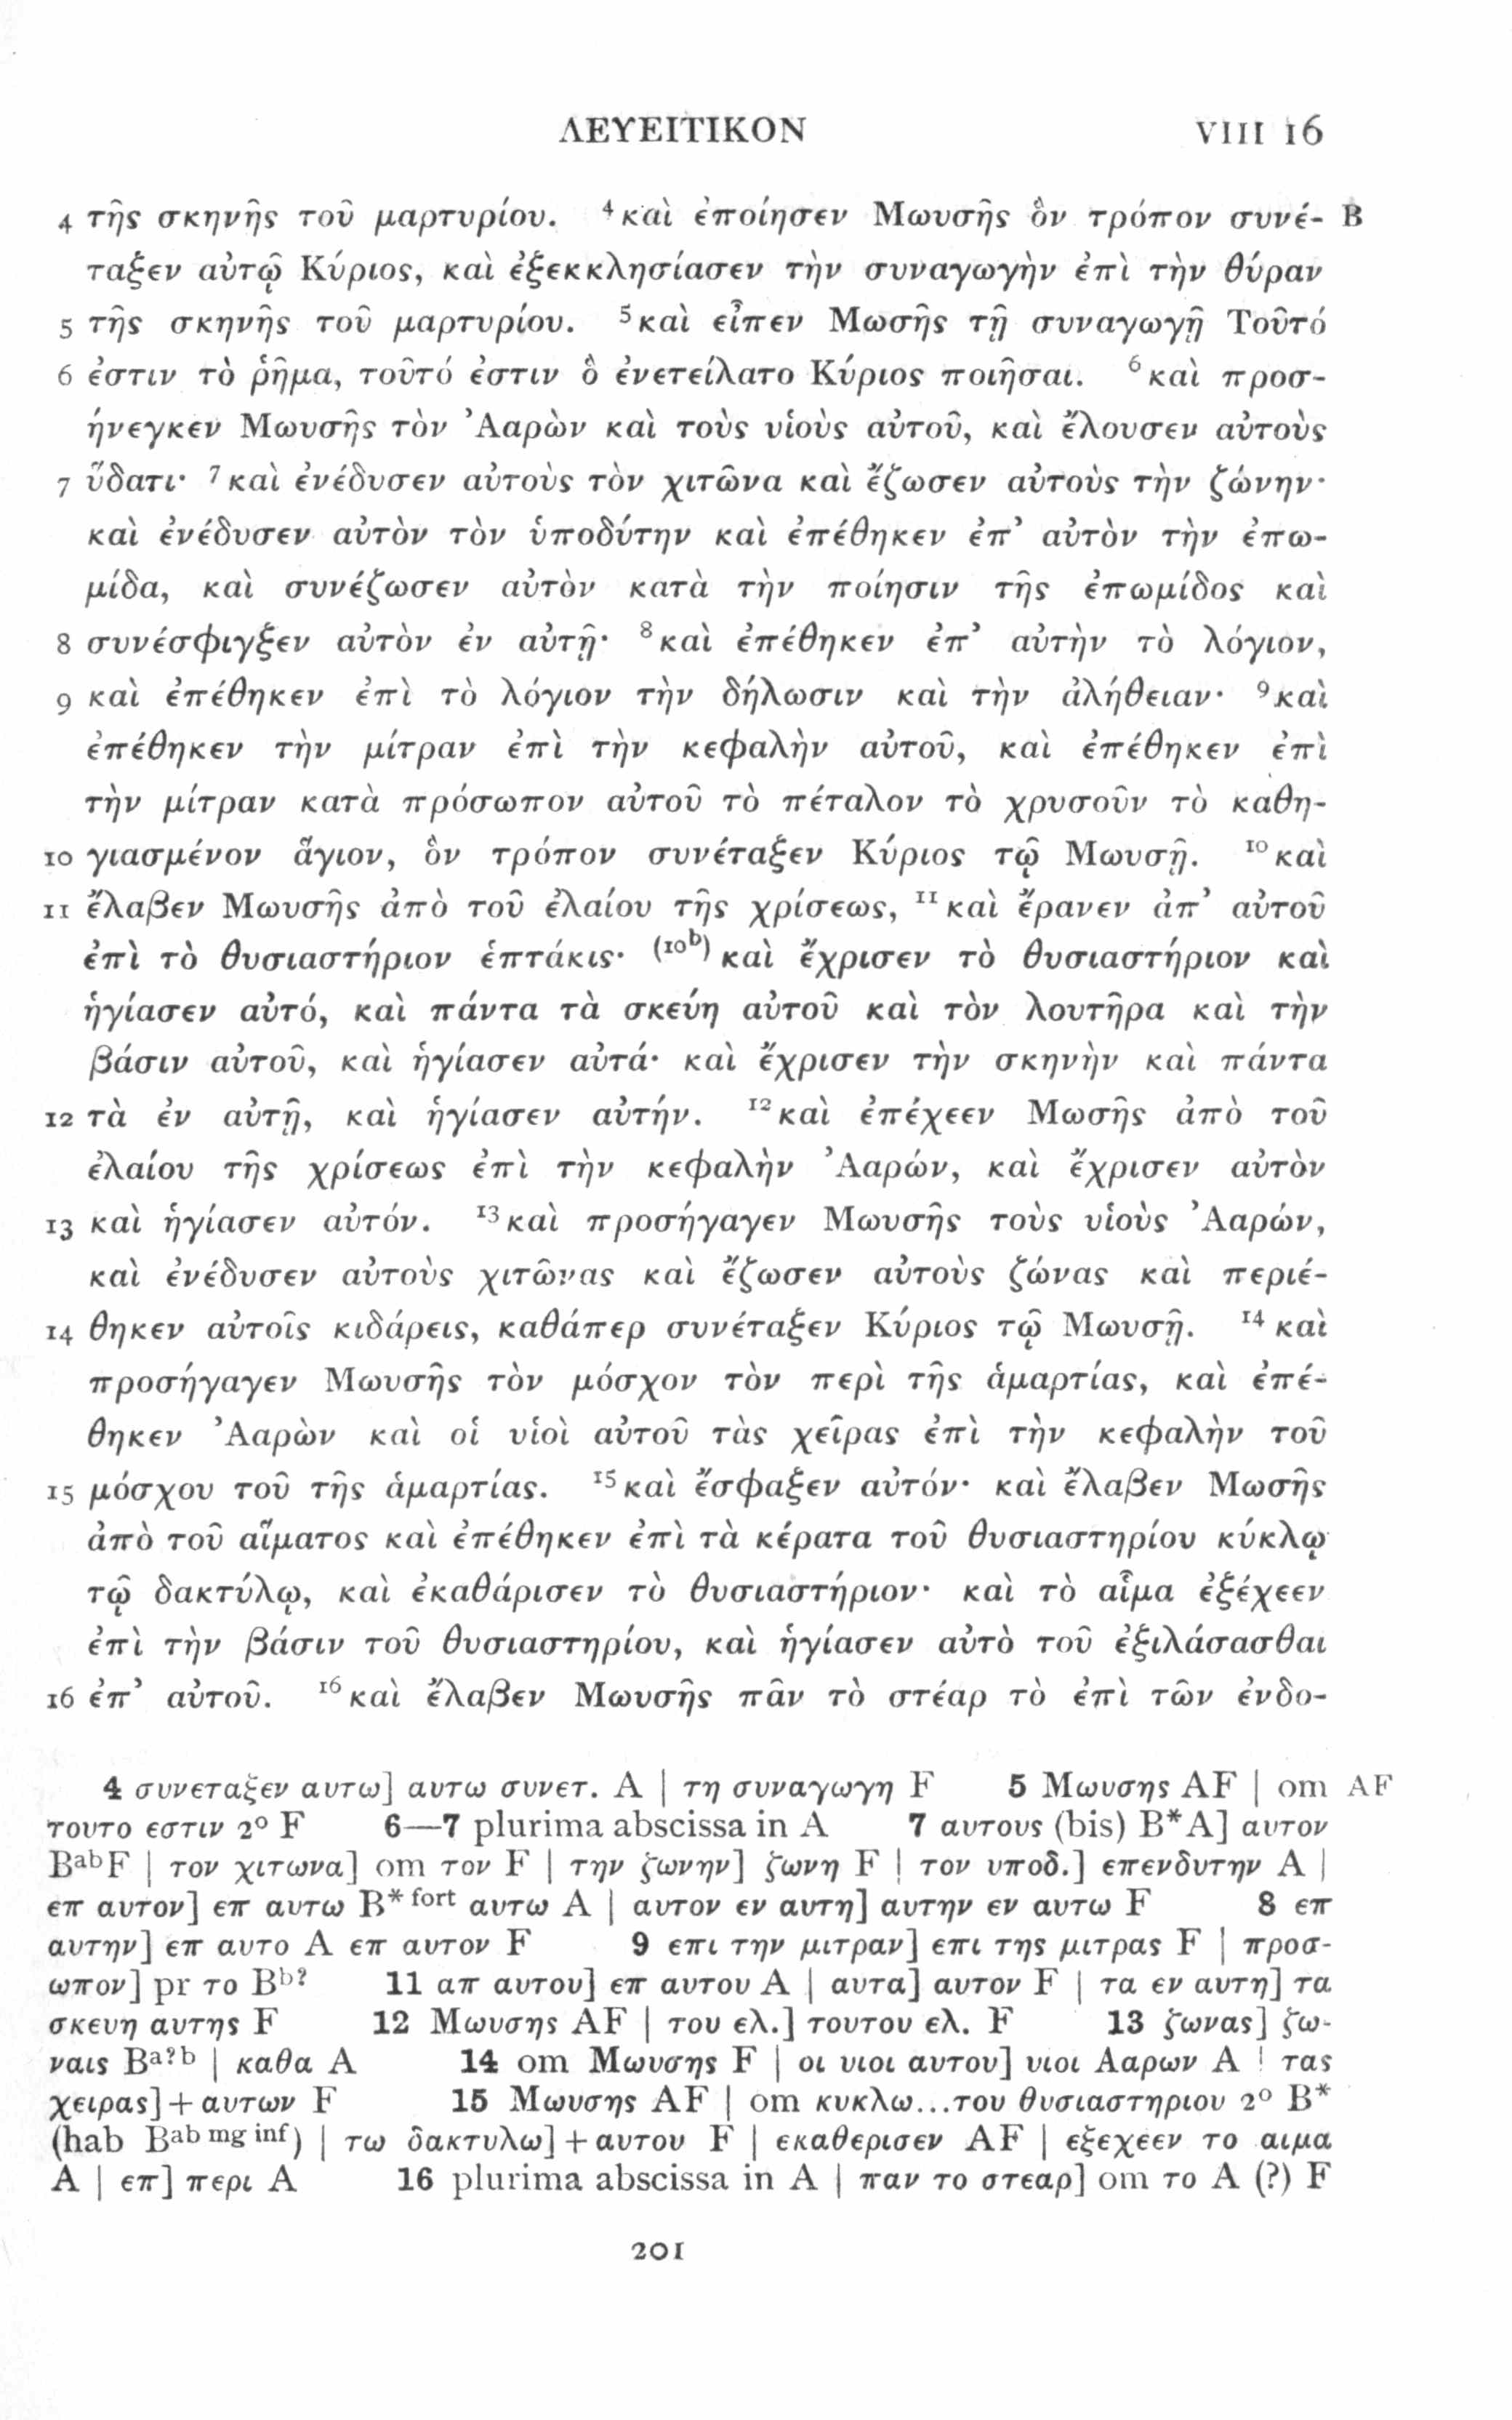 ΛΕΥΕΙΤΙΚΟΝ VIII 16
4 τῆς σκηνῆς τοῦ μαρτυρίου. ⁴καὶ ἐποίησεν Μωυσῆς ὃν τρόπον συνέ- B
ταξεν αὐτῷ Κύριος, καὶ ἐξεκκλησίασεν τὴν συναγωγὴν ἐπὶ τὴν θύραν
5 τῆς σκηνῆς τοῦ μαρτυρίου. ⁵καὶ εἶπεν Μωσῆς τῇ συναγωγῇ Τοῦτό
6 ἐστιν τὸ ῥῆμα, τοῦτό ἐστιν ὃ ἐνετείλατο Κύριος ποιῆσαι. ⁶καὶ προσ-
ήνεγκεν Μωυσῆς τὸν Ἀαρὼν καὶ τοὺς υἱοὺς αὐτοῦ, καὶ ἔλουσεν αὐτοὺς
7 ὕδατι· ⁷καὶ ἐνέδυσεν αὐτοὺς τὸν χιτῶνα καὶ ἔζωσεν αὐτοὺς τὴν ζώνην·
καὶ ἐνέδυσεν αὐτὸν τὸν ὑποδύτην καὶ ἐπέθηκεν ἐπ’ αὐτὸν τὴν ἐπω-
μίδα, καὶ συνέζωσεν αὐτὸν κατὰ τὴν ποίησιν τῆς ἐπωμίδος καὶ
8 συνέσφιγξεν αὐτὸν ἐν αὐτῇ· ⁸καὶ ἐπέθηκεν ἐπ’ αὐτὴν τὸ λόγιον,
9 καὶ ἐπέθηκεν ἐπὶ τὸ λόγιον τὴν δήλωσιν καὶ τὴν ἀλήθειαν· ⁹καὶ
ἐπέθηκεν τὴν μίτραν ἐπὶ τὴν κεφαλὴν αὐτοῦ, καὶ ἐπέθηκεν ἐπὶ
τὴν μίτραν κατὰ πρόσωπον αὐτοῦ τὸ πέταλον τὸ χρυσοῦν τὸ καθη-
10 γιασμένον ἅγιον, ὃν τρόπον συνέταξεν Κύριος τῷ Μωυσῇ. ¹⁰καὶ
11 ἔλαβεν Μωυσῆς ἀπὸ τοῦ ἐλαίου τῆς χρίσεως, ¹¹καὶ ἔρανεν ἀπ’ αὐτοῦ
ἐπὶ τὸ θυσιαστήριον ἑπτάκις· (10b) καὶ ἔχρισεν τὸ θυσιαστήριον καὶ
ἡγίασεν αὐτό, καὶ πάντα τὰ σκεύη αὐτοῦ καὶ τὸν λουτῆρα καὶ τὴν
βάσιν αὐτοῦ, καὶ ἡγίασεν αὐτά· καὶ ἔχρισεν τὴν σκηνὴν καὶ πάντα
12 τὰ ἐν αὐτῇ, καὶ ἡγίασεν αὐτήν. ¹²καὶ ἐπέχεεν Μωσῆς ἀπὸ τοῦ
ἐλαίου τῆς χρίσεως ἐπὶ τὴν κεφαλὴν Ἀαρών, καὶ ἔχρισεν αὐτὸν
13 καὶ ἡγίασεν αὐτόν. ¹³καὶ προσήγαγεν Μωυσῆς τοὺς υἱοὺς Ἀαρών,
καὶ ἐνέδυσεν αὐτοὺς χιτῶνας καὶ ἔζωσεν αὐτοὺς ζώνας καὶ περιέ-
14 θηκεν αὐτοῖς κιδάρεις, καθάπερ συνέταξεν Κύριος τῷ Μωυσῇ. ¹⁴καὶ
προσήγαγεν Μωυσῆς τὸν μόσχον τὸν περὶ τῆς ἁμαρτίας, καὶ ἐπέ-
θηκεν Ἀαρὼν καὶ οἱ υἱοὶ αὐτοῦ τὰς χεῖρας ἐπὶ τὴν κεφαλὴν τοῦ
15 μόσχου τοῦ τῆς ἁμαρτίας. ¹⁵καὶ ἔσφαξεν αὐτόν· καὶ ἔλαβεν Μωσῆς
ἀπὸ τοῦ αἵματος καὶ ἐπέθηκεν ἐπὶ τὰ κέρατα τοῦ θυσιαστηρίου κύκλῳ
τῷ δακτύλῳ, καὶ ἐκαθάρισεν τὸ θυσιαστήριον· καὶ τὸ αἷμα ἐξέχεεν
ἐπὶ τὴν βάσιν τοῦ θυσιαστηρίου, καὶ ἡγίασεν αὐτὸ τοῦ ἐξιλάσασθαι
16 ἐπ’ αὐτοῦ. ¹⁶καὶ ἔλαβεν Μωυσῆς πᾶν τὸ στέαρ τὸ ἐπὶ τῶν ἐνδο-
4 συνεταξεν αυτω] αυτω συνετ. A | τη συναγωγη F 5 Μωυσης AF | om AF
τουτο εστιν 2⁰ F 6—7 plurima abscissa in A 7 αυτους (bis) B*A] αυτον
BᵃᵇF | τον χιτωνα] om τον F | την ζωνην] ζωνη F | τον υποδ.] επενδυτην A |
επ αυτον] επ αυτω B* fort αυτω A | αυτον εν αυτη] αυτην εν αυτω F 8 επ
αυτην] επ αυτο A επ αυτον F 9 επι την μιτραν] επι της μιτρας F | προσ-
ωπον] pr το Bᵇ? 11 απ αυτου] επ αυτου A | αυτα] αυτον F | τα εν αυτη] τα
σκευη αυτης F 12 Μωυσης AF | του ελ.] τουτου ελ. F 13 ζωνας] ζω-
ναις Bᵃ?ᵇ | καθα A 14 om Μωυσης F | οι υιοι αυτου] υιοι Ααρων A | τας
χειρας] + αυτων F 15 Μωυσης AF | om κυκλω...του θυσιαστηριου 2⁰ B*
(hab Bᵃᵇ mg inf) | τω δακτυλω] + αυτου F | εκαθερισεν AF | εξεχεεν το αιμα
A | επ] περι A 16 plurima abscissa in A | παν το στεαρ] om το A (?) F
201